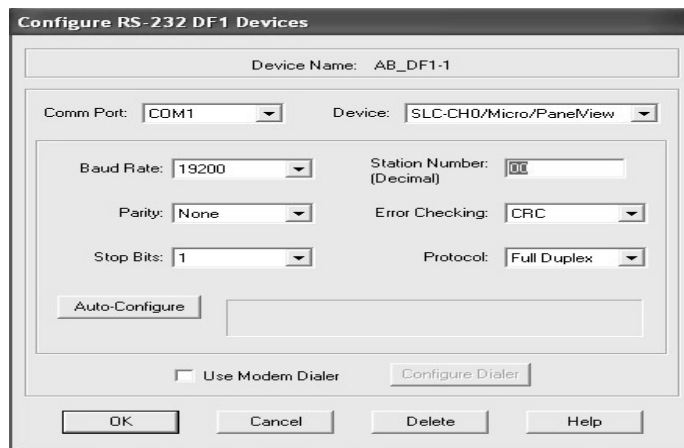 Configure RS-232 DF1 Devices
Device Name: AB_DF1-1
Comm Port: COM1 Device: SLC-CH0/Micro/PanelView
Baud Rate: 19200 Station Number: 00
(Decimal)
Parity: None Error Checking: CRC
Stop Bits: 1 Protocol: Full Duplex
Auto-Configure
Use Modem Dialer Configure Dialer
OK Cancel Delete Help